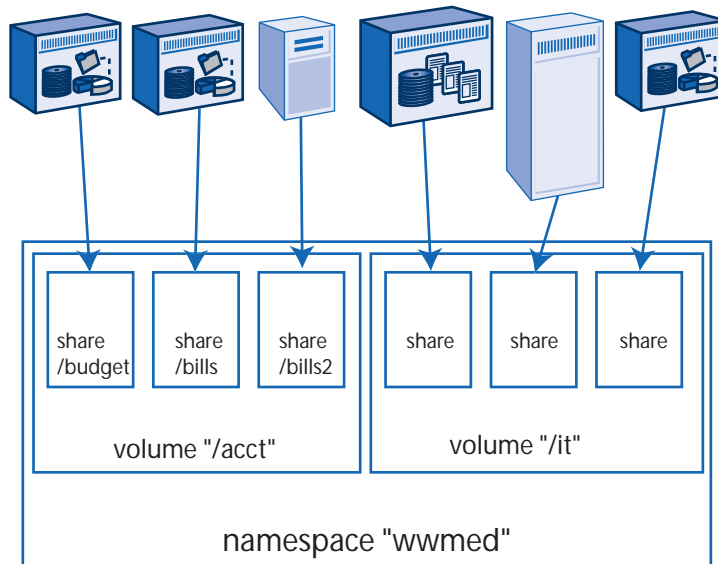 share
/budget
share
/bills
share
/bills2
share
share
share
volume "/acct"
volume "/it"
namespace "wwmed"